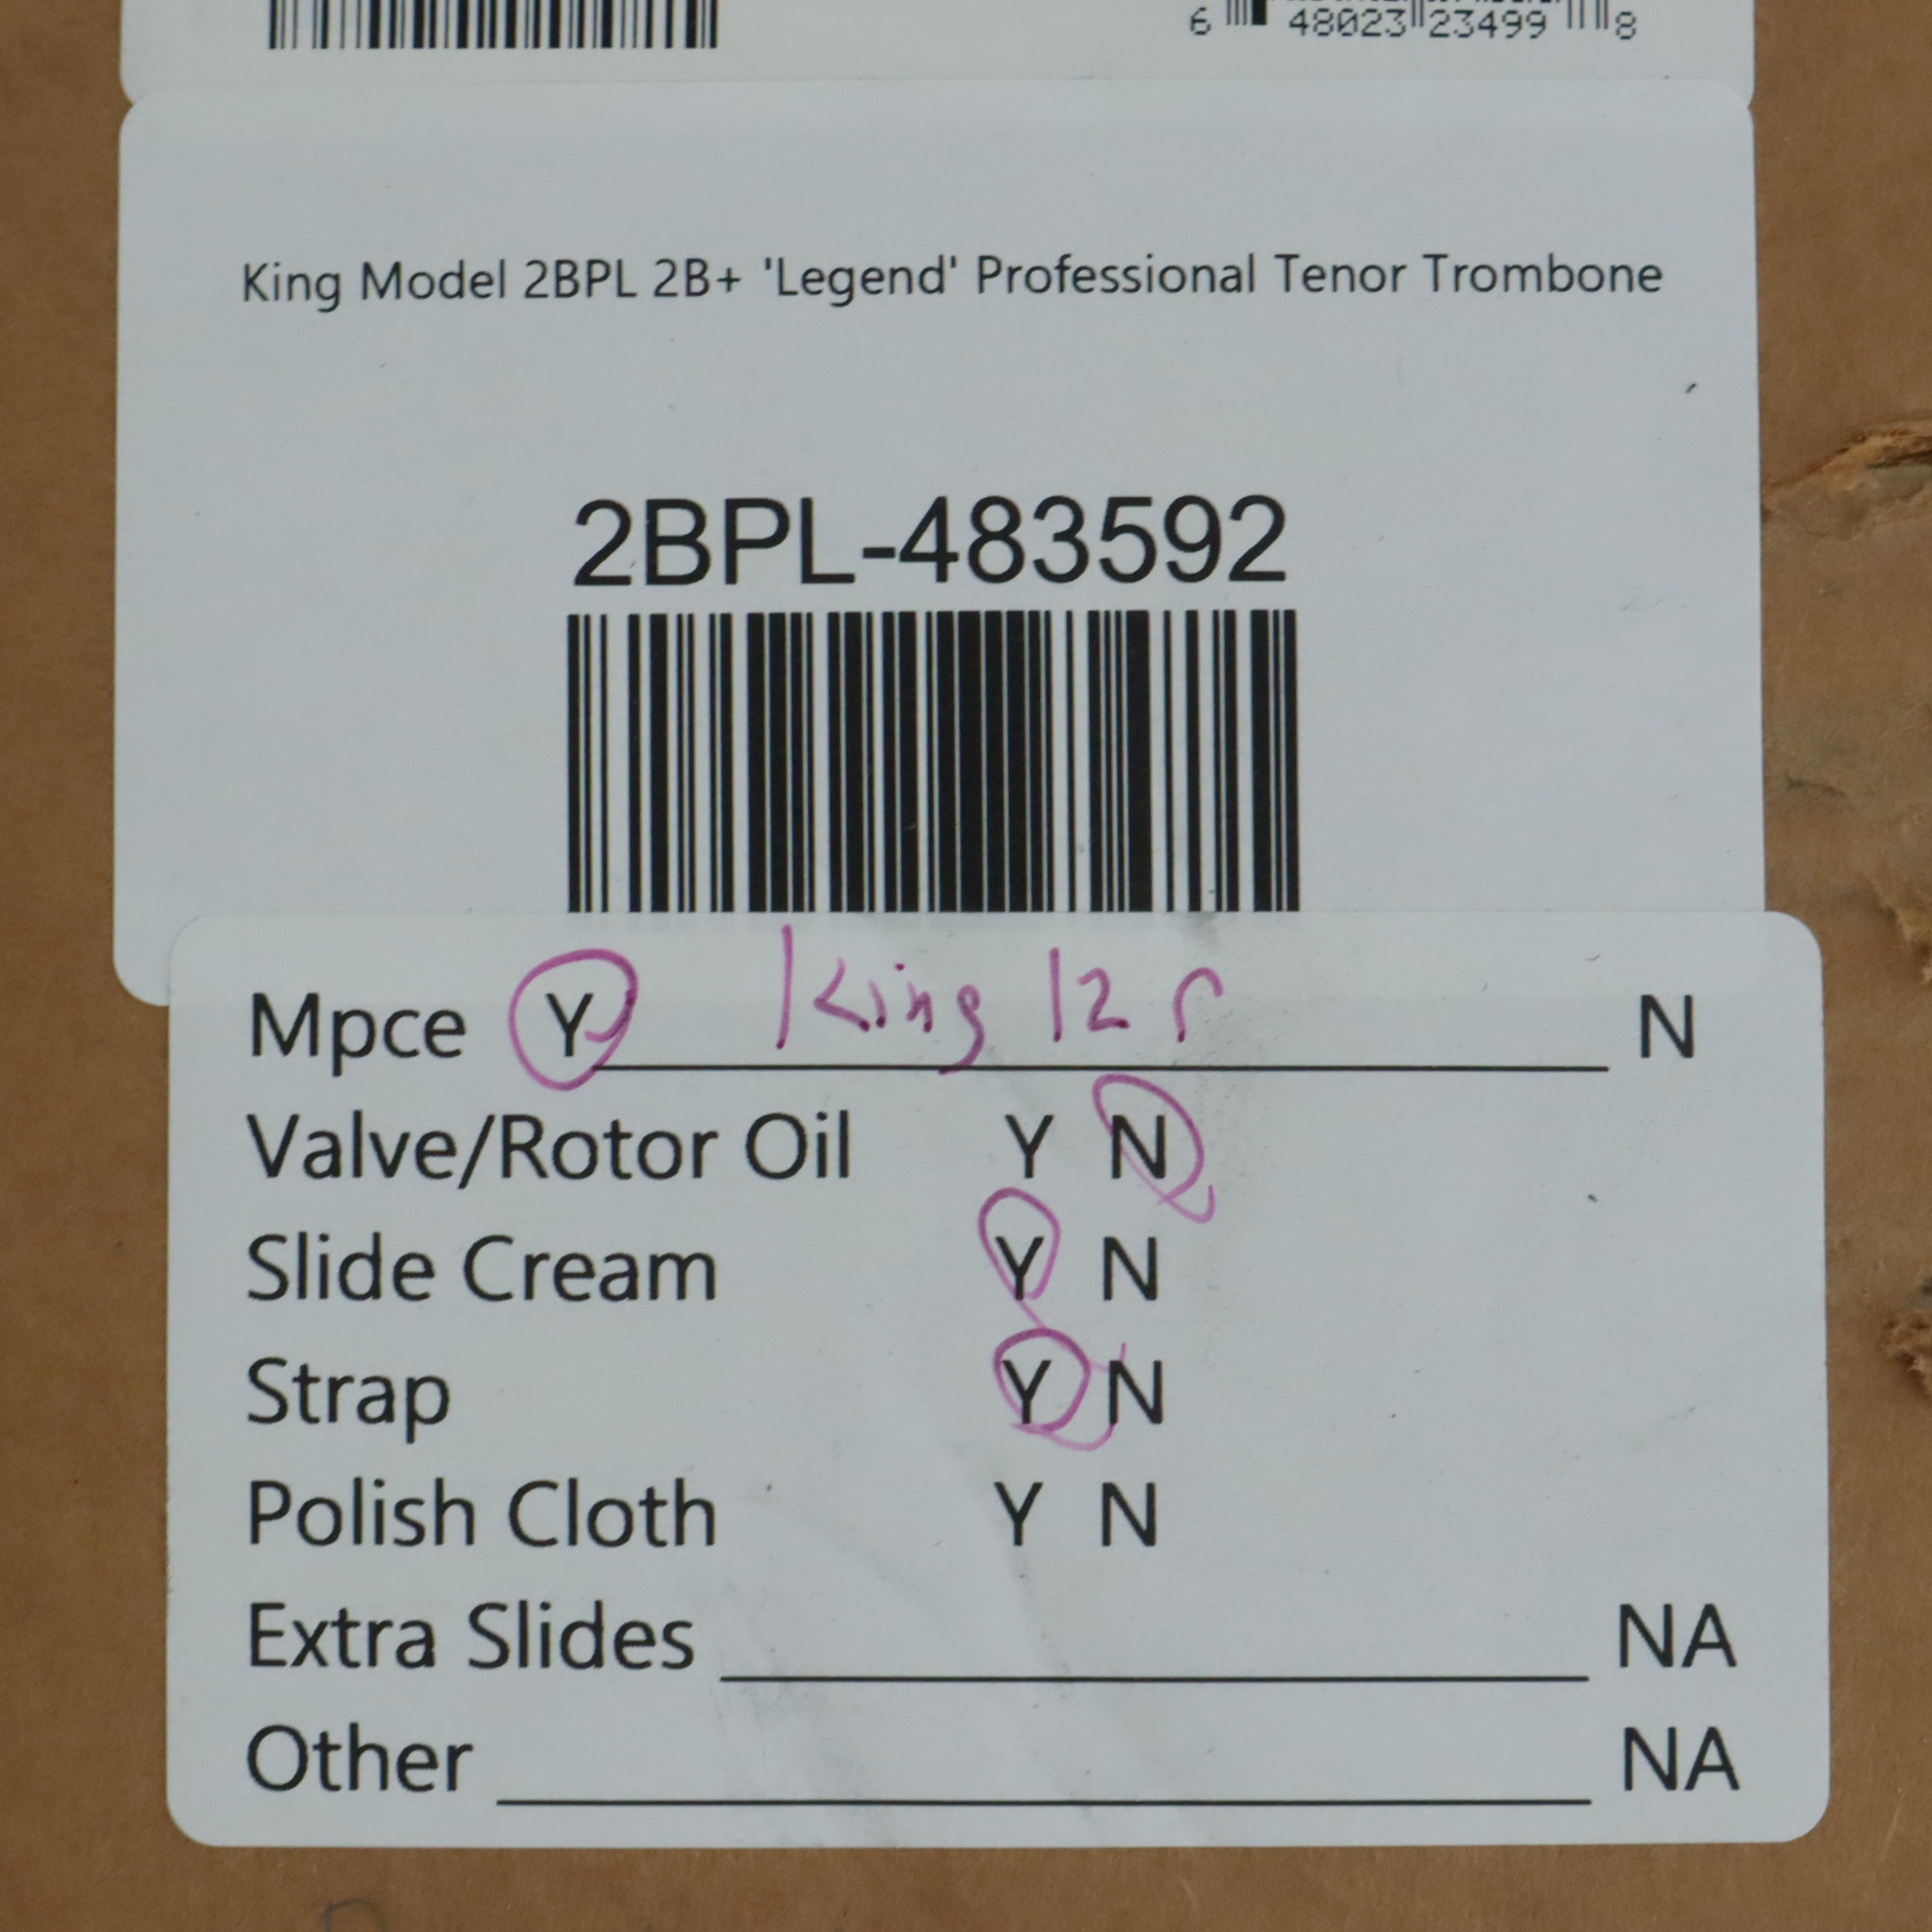 6 48023 23499 8
King Model 2BPL 2B+ 'Legend' Professional Tenor Trombone
2BPL-483592
Mpce Y King 12 N
Valve/Rotor Oil Y N
Slide Cream Y N
Strap Y N
Polish Cloth Y N
Extra Slides NA
Other NA